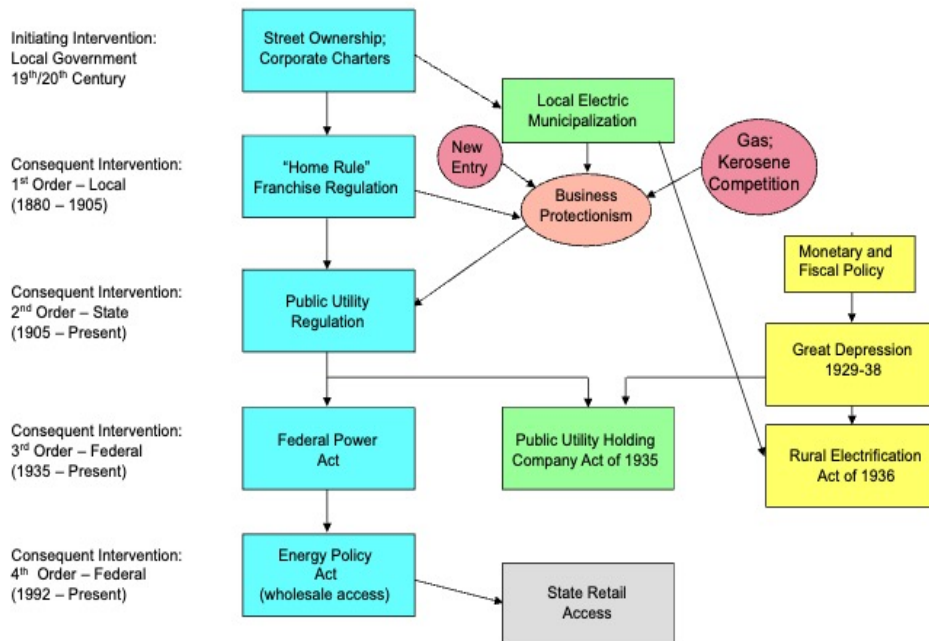 Initiating Intervention:
Local Government
19th/20th Century
Street Ownership;
Corporate Charters
Local Electric
Municipalization
New
Entry
Gas;
Kerosene
Competition
Consequent Intervention:
1st Order – Local
(1880 – 1905)
“Home Rule”
Franchise Regulation
Business
Protectionism
Monetary and
Fiscal Policy
Consequent Intervention:
2nd Order – State
(1905 – Present)
Public Utility
Regulation
Great Depression
1929-38
Consequent Intervention:
3rd Order – Federal
(1935 – Present)
Federal Power
Act
Public Utility Holding
Company Act of 1935
Rural Electrification
Act of 1936
Consequent Intervention:
4th Order – Federal
(1992 – Present)
Energy Policy
Act
(wholesale access)
State Retail
Access